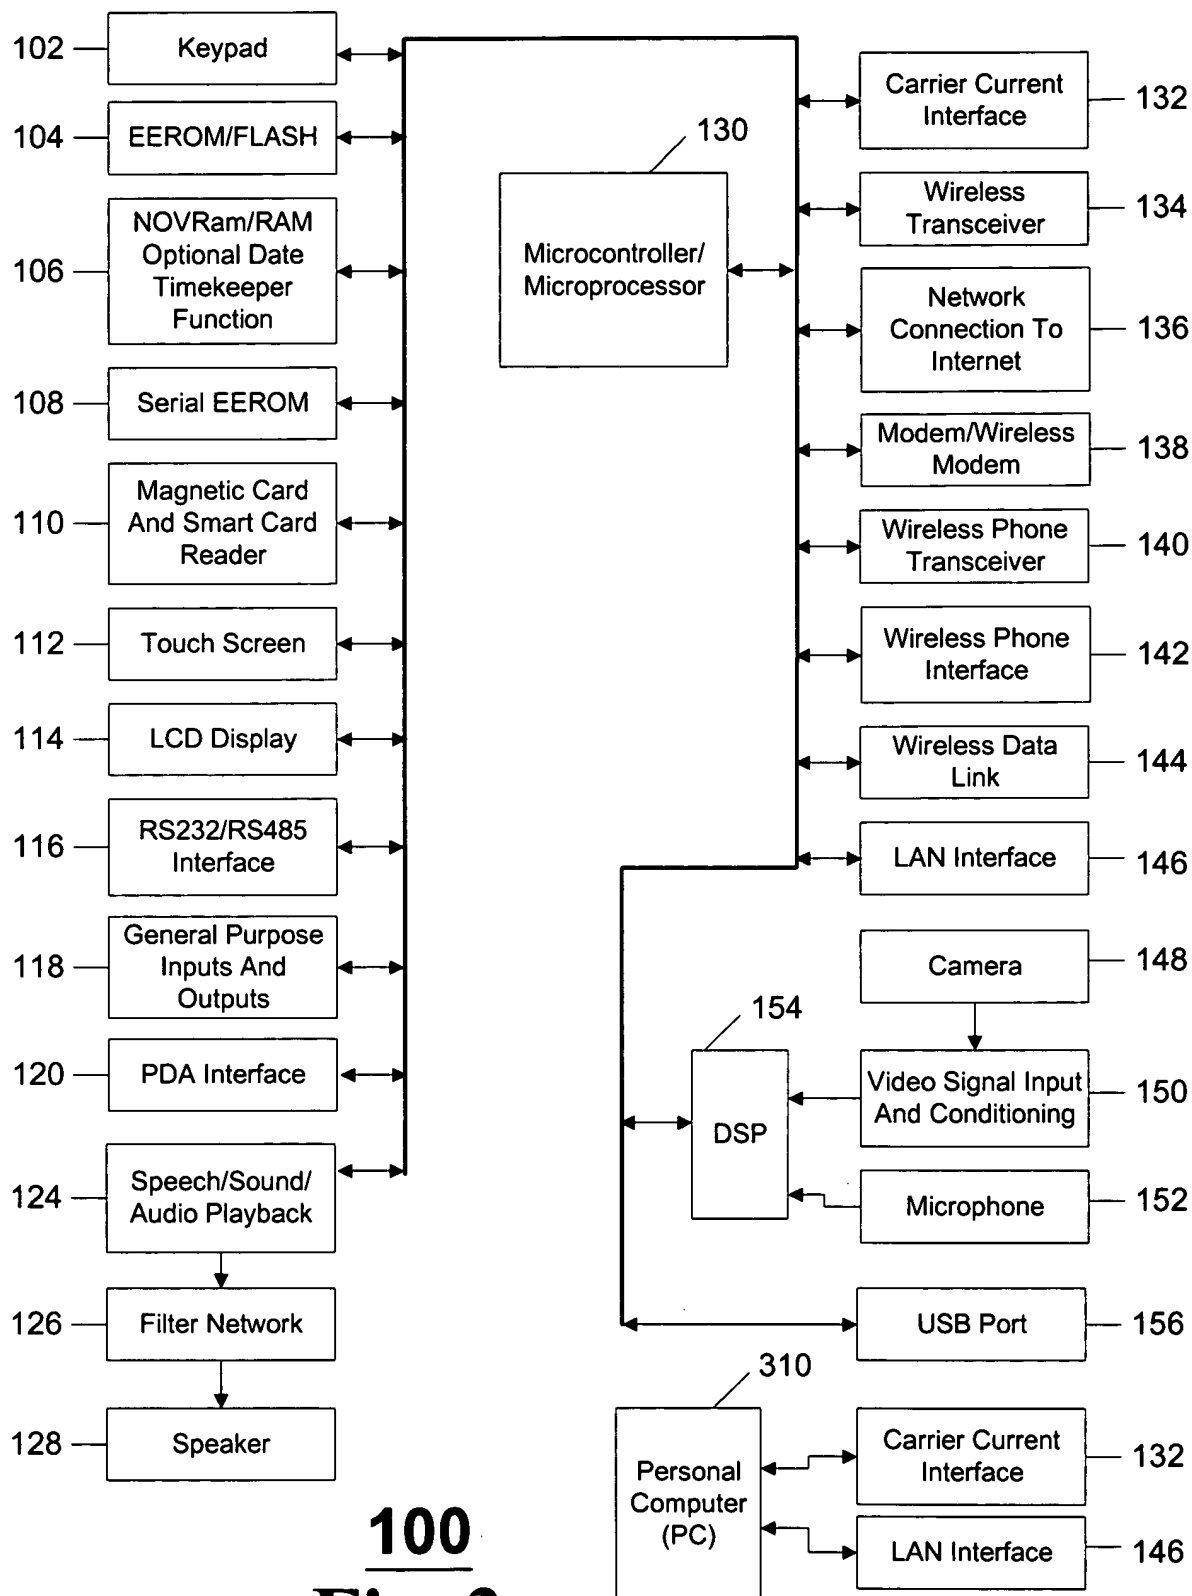 102
Keypad
104
EEROM/FLASH
106
NOVRam/RAM
Optional Date
Timekeeper
Function
108
Serial EEROM
110
Magnetic Card
And Smart Card
Reader
112
Touch Screen
114
LCD Display
116
RS232/RS485
Interface
118
General Purpose
Inputs And
Outputs
120
PDA Interface
124
Speech/Sound/
Audio Playback
126
Filter Network
128
Speaker
130
Microcontroller/
Microprocessor
Carrier Current
Interface
132
Wireless
Transceiver
134
Network
Connection To
Internet
136
Modem/Wireless
Modem
138
Wireless Phone
Transceiver
140
Wireless Phone
Interface
142
Wireless Data
Link
144
LAN Interface
146
Camera
148
154
DSP
Video Signal Input
And Conditioning
150
Microphone
152
USB Port
156
310
Personal
Computer
(PC)
Carrier Current
Interface
132
LAN Interface
146
100